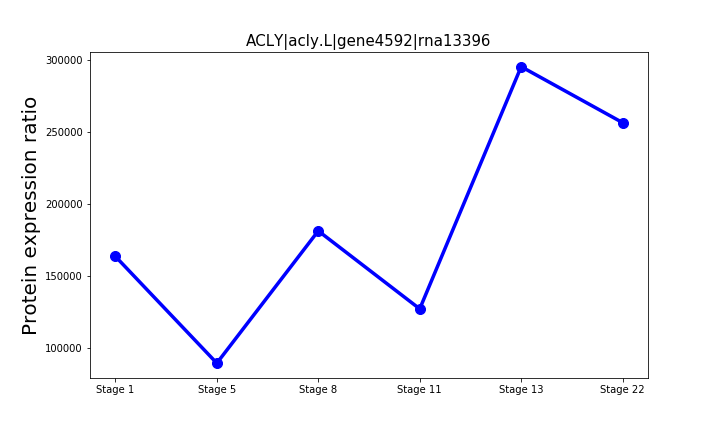 ACLY|acly.L|gene4592|rna13396
Protein expression ratio
300000
250000
200000
150000
100000
Stage 1 Stage 5 Stage 8 Stage 11 Stage 13 Stage 22